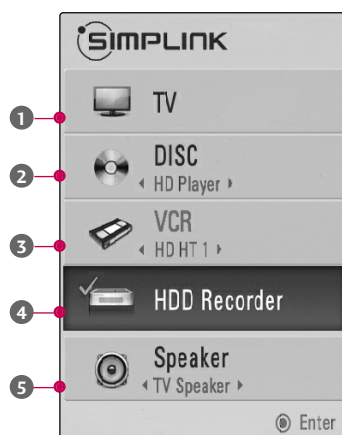 SIMPLINK
1
TV
2
DISC
◀ HD Player ▶
3
VCR
◀ HD HT 1 ▶
4
HDD Recorder
5
Speaker
◀ TV Speaker ▶
◉ Enter